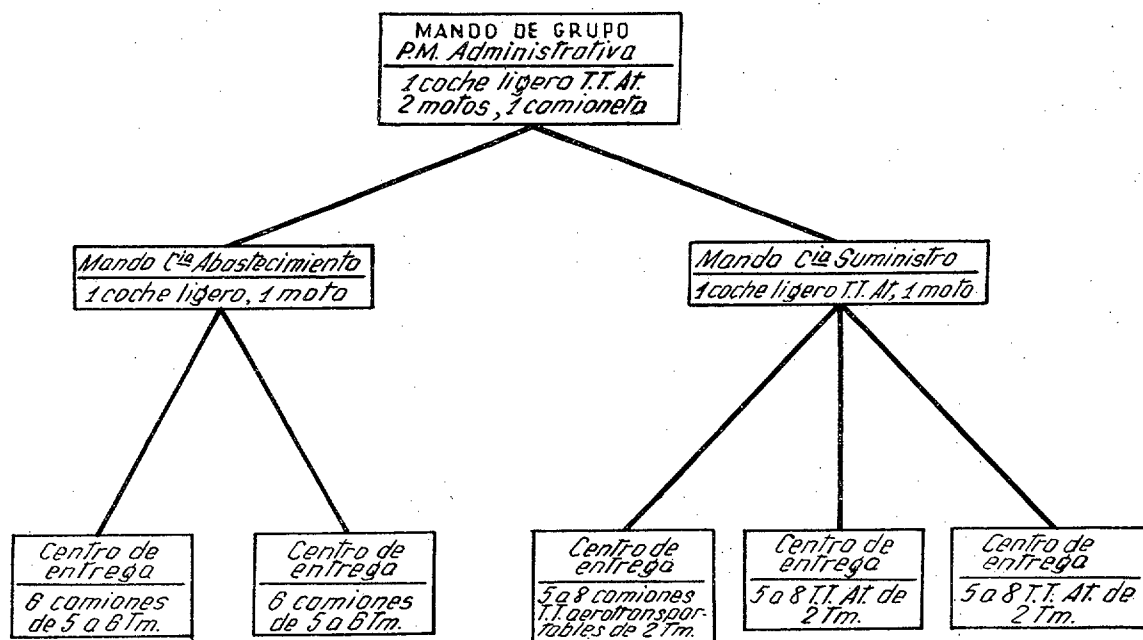 MANDO DE GRUPO
P.M. Administrativa
1 coche ligero T.T. At.
2 motos, 1 camioneta
Mando Cía Abastecimiento
1 coche ligero, 1 moto
Mando Cía Suministro
1 coche ligero T.T. At, 1 moto
Centro de
entrega
6 camiones
de 5 a 6 Tm.
Centro de
entrega
6 camiones
de 5 a 6 Tm.
Centro de
entrega
5 a 8 camiones
T.T. aerotranspor-
tables de 2 Tm.
Centro de
entrega
5 a 8 T.T. At. de
2 Tm.
Centro de
entrega
5 a 8 T.T. At. de
2 Tm.